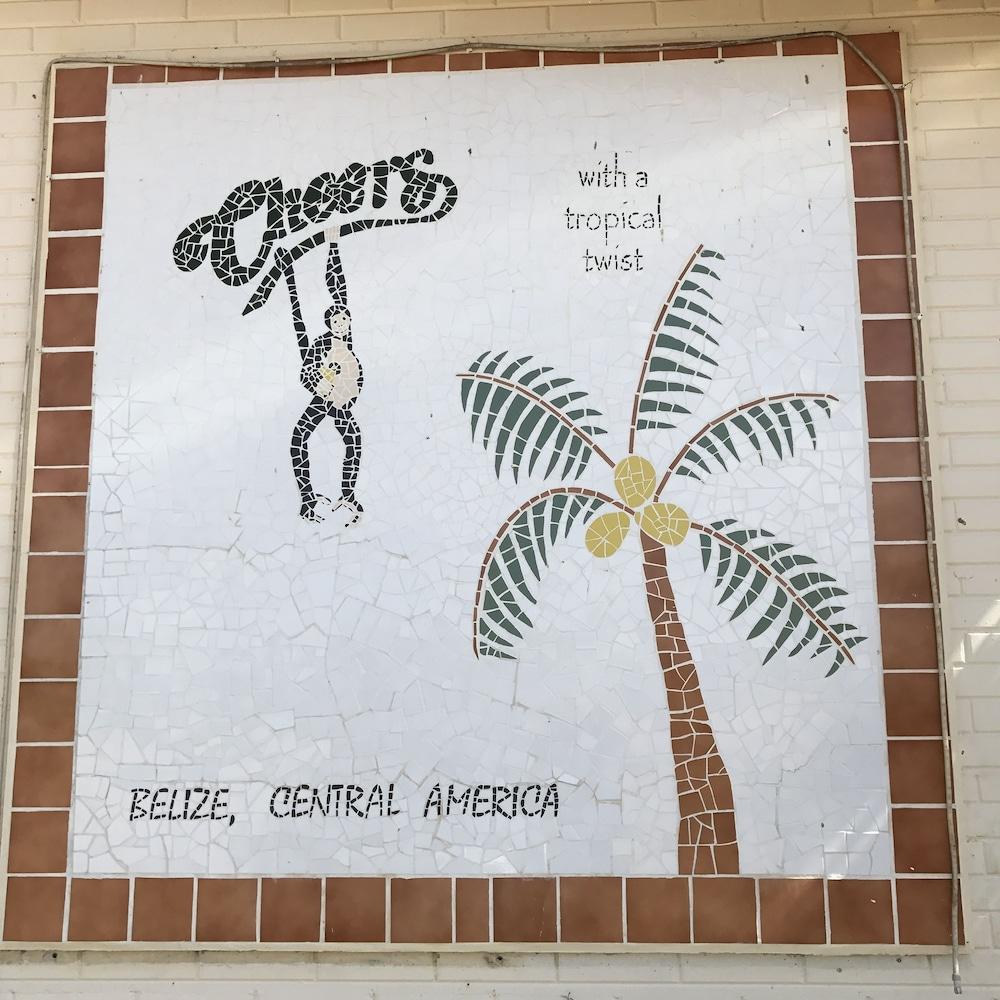 Cheers
with a
tropical
twist
BELIZE, CENTRAL AMERICA